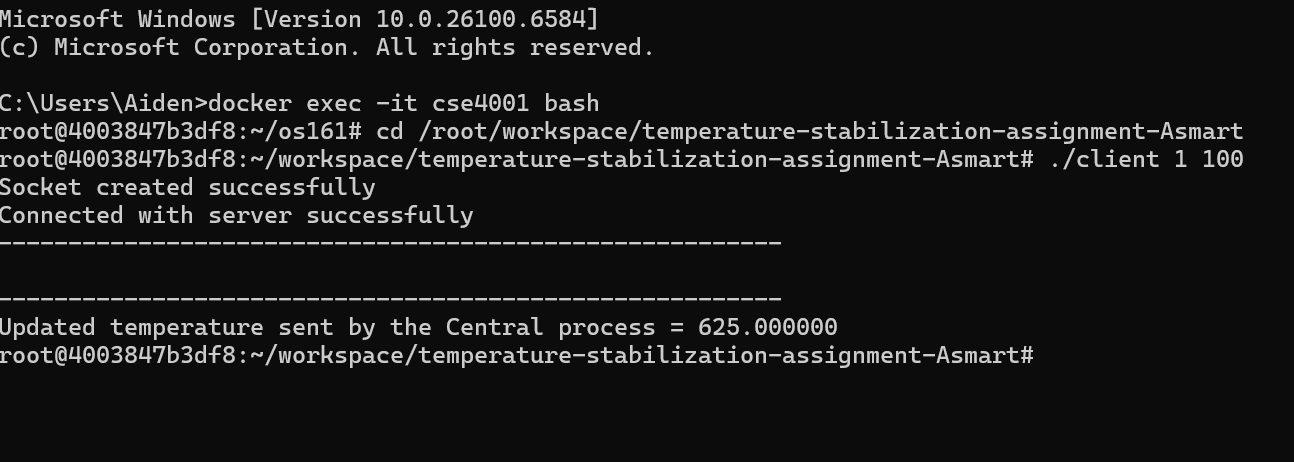 Microsoft Windows [Version 10.0.26100.6584]
(c) Microsoft Corporation. All rights reserved.
C:\Users\Aiden>docker exec -it cse4001 bash
root@4003847b3df8:~/os161# cd /root/workspace/temperature-stabilization-assignment-Asmart
root@4003847b3df8:~/workspace/temperature-stabilization-assignment-Asmart# ./client 1 100
Socket created successfully
Connected with server successfully
--------------------------------------------------------
--------------------------------------------------------
Updated temperature sent by the Central process = 625.000000
root@4003847b3df8:~/workspace/temperature-stabilization-assignment-Asmart#